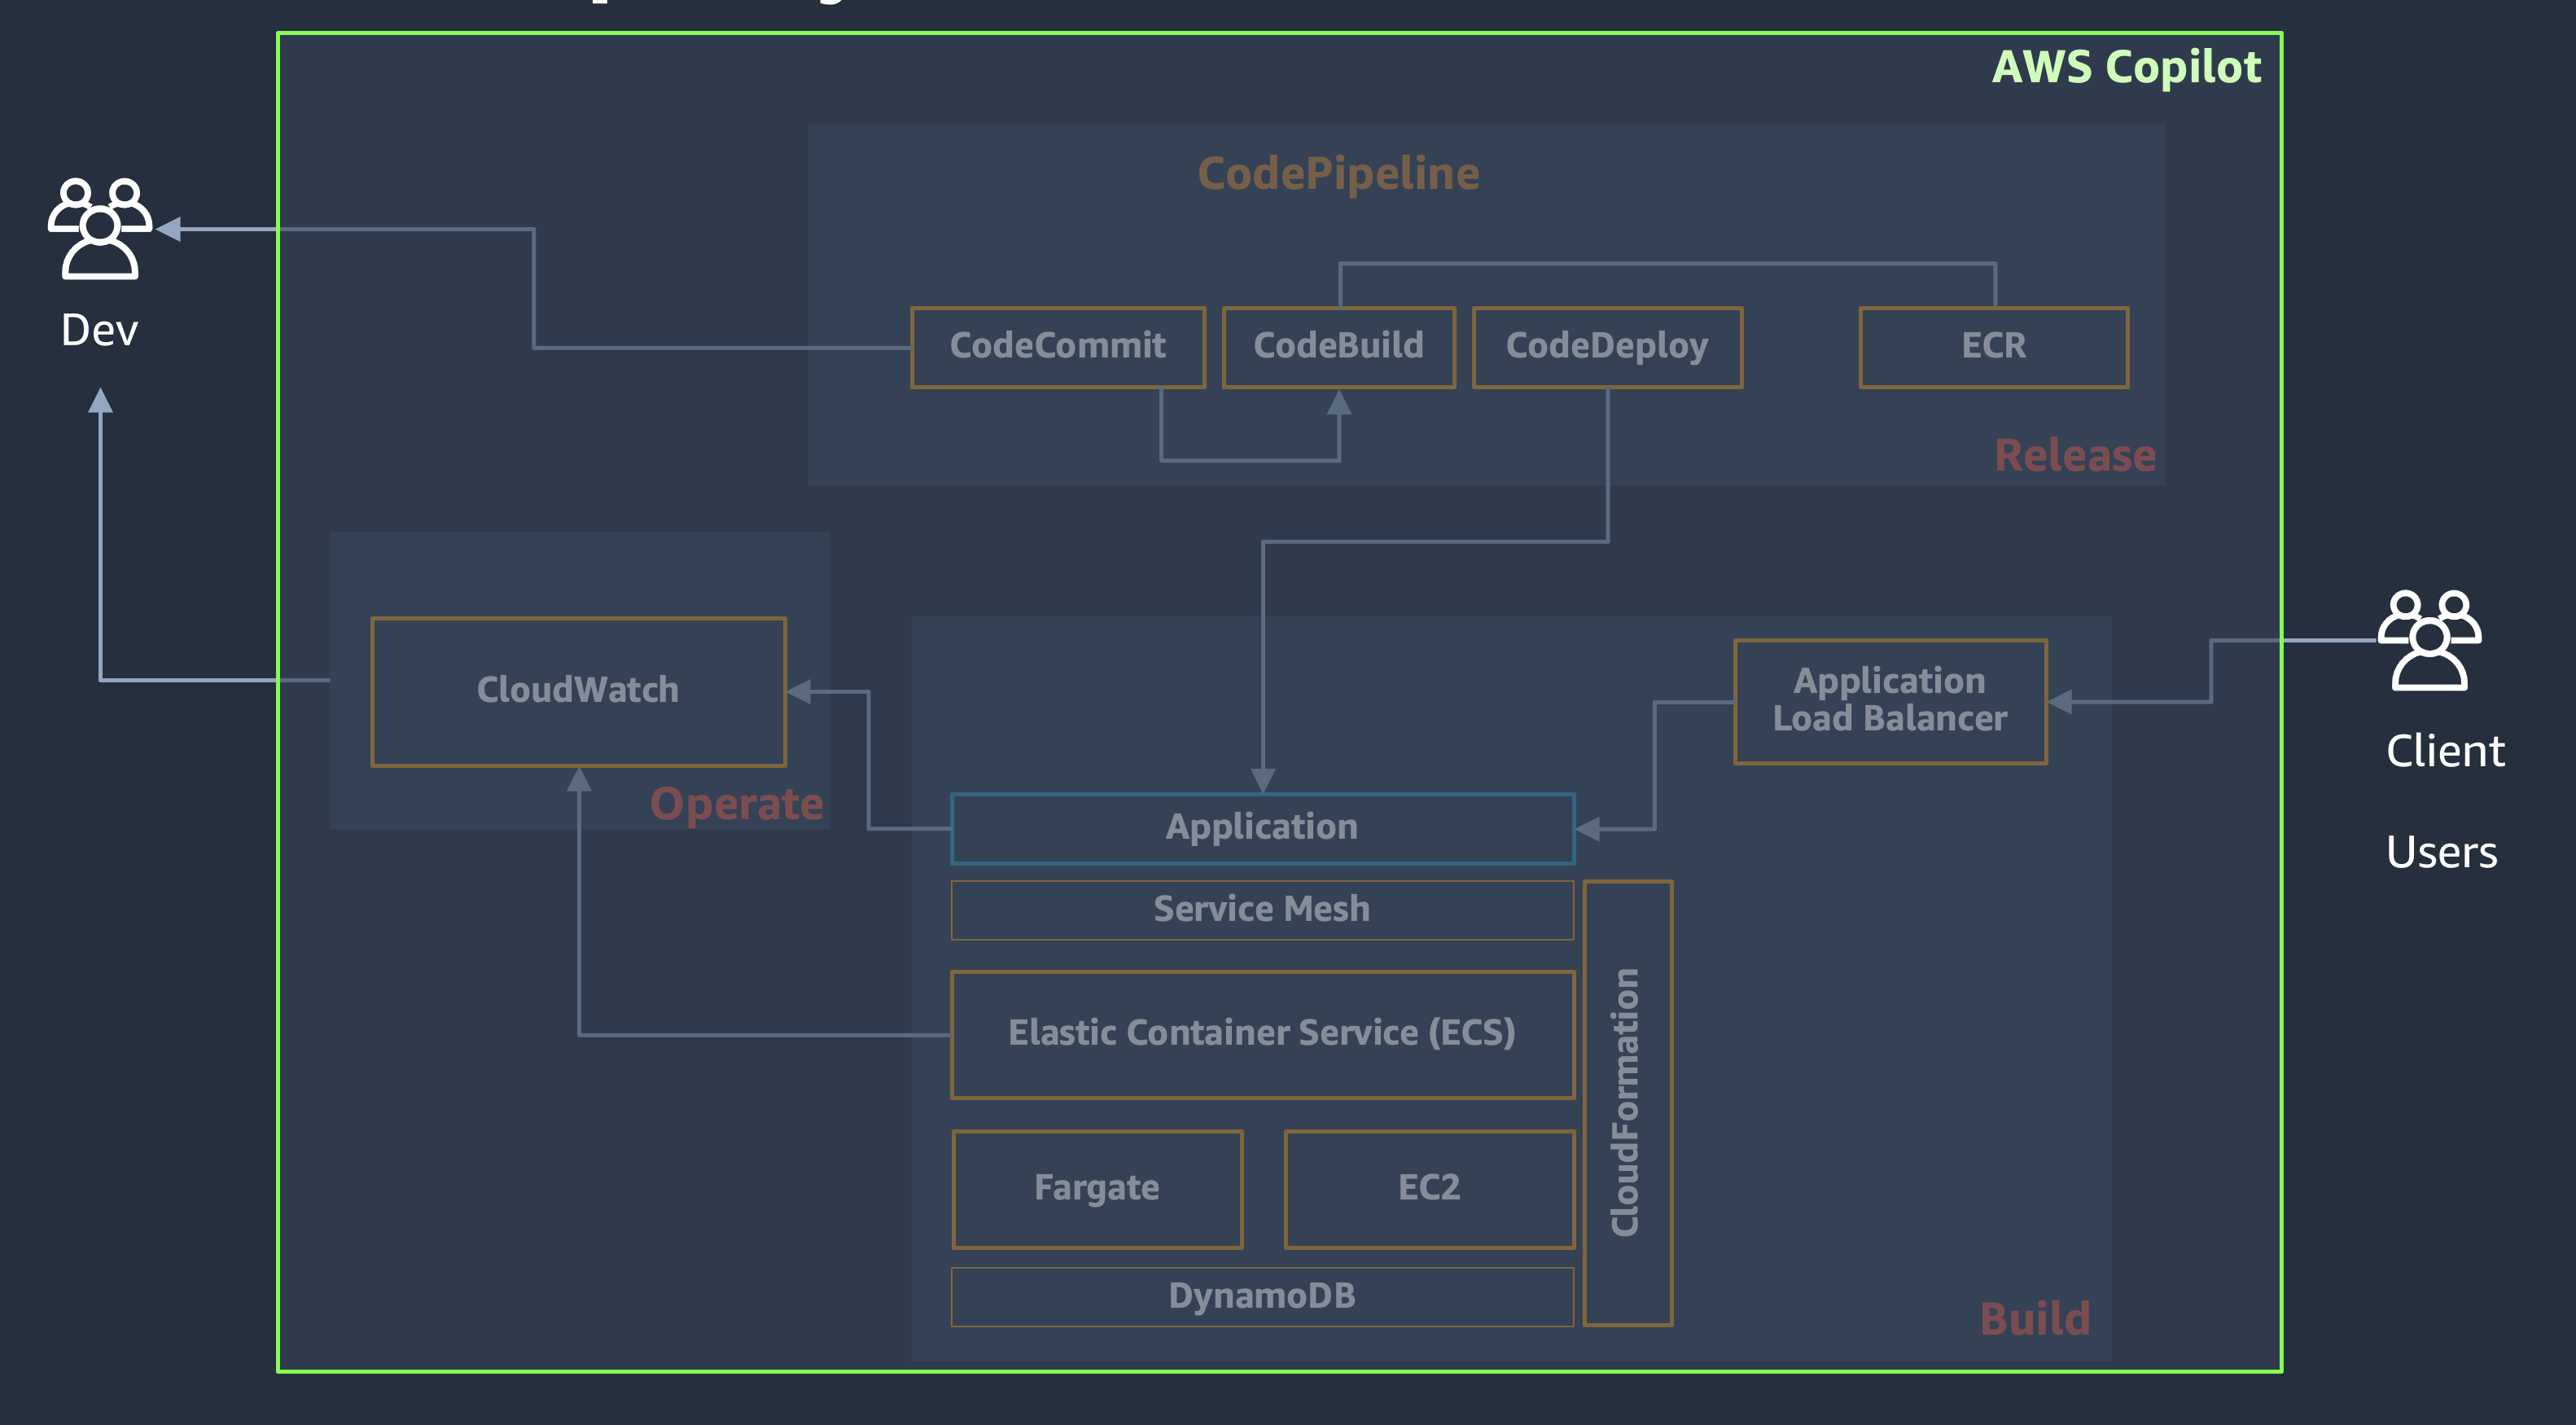 AWS Copilot
CodePipeline
CodeCommit
CodeBuild
CodeDeploy
ECR
Release
Dev
CloudWatch
Operate
Application
Load Balancer
Client
Users
Application
Service Mesh
Elastic Container Service (ECS)
CloudFormation
Fargate
EC2
DynamoDB
Build